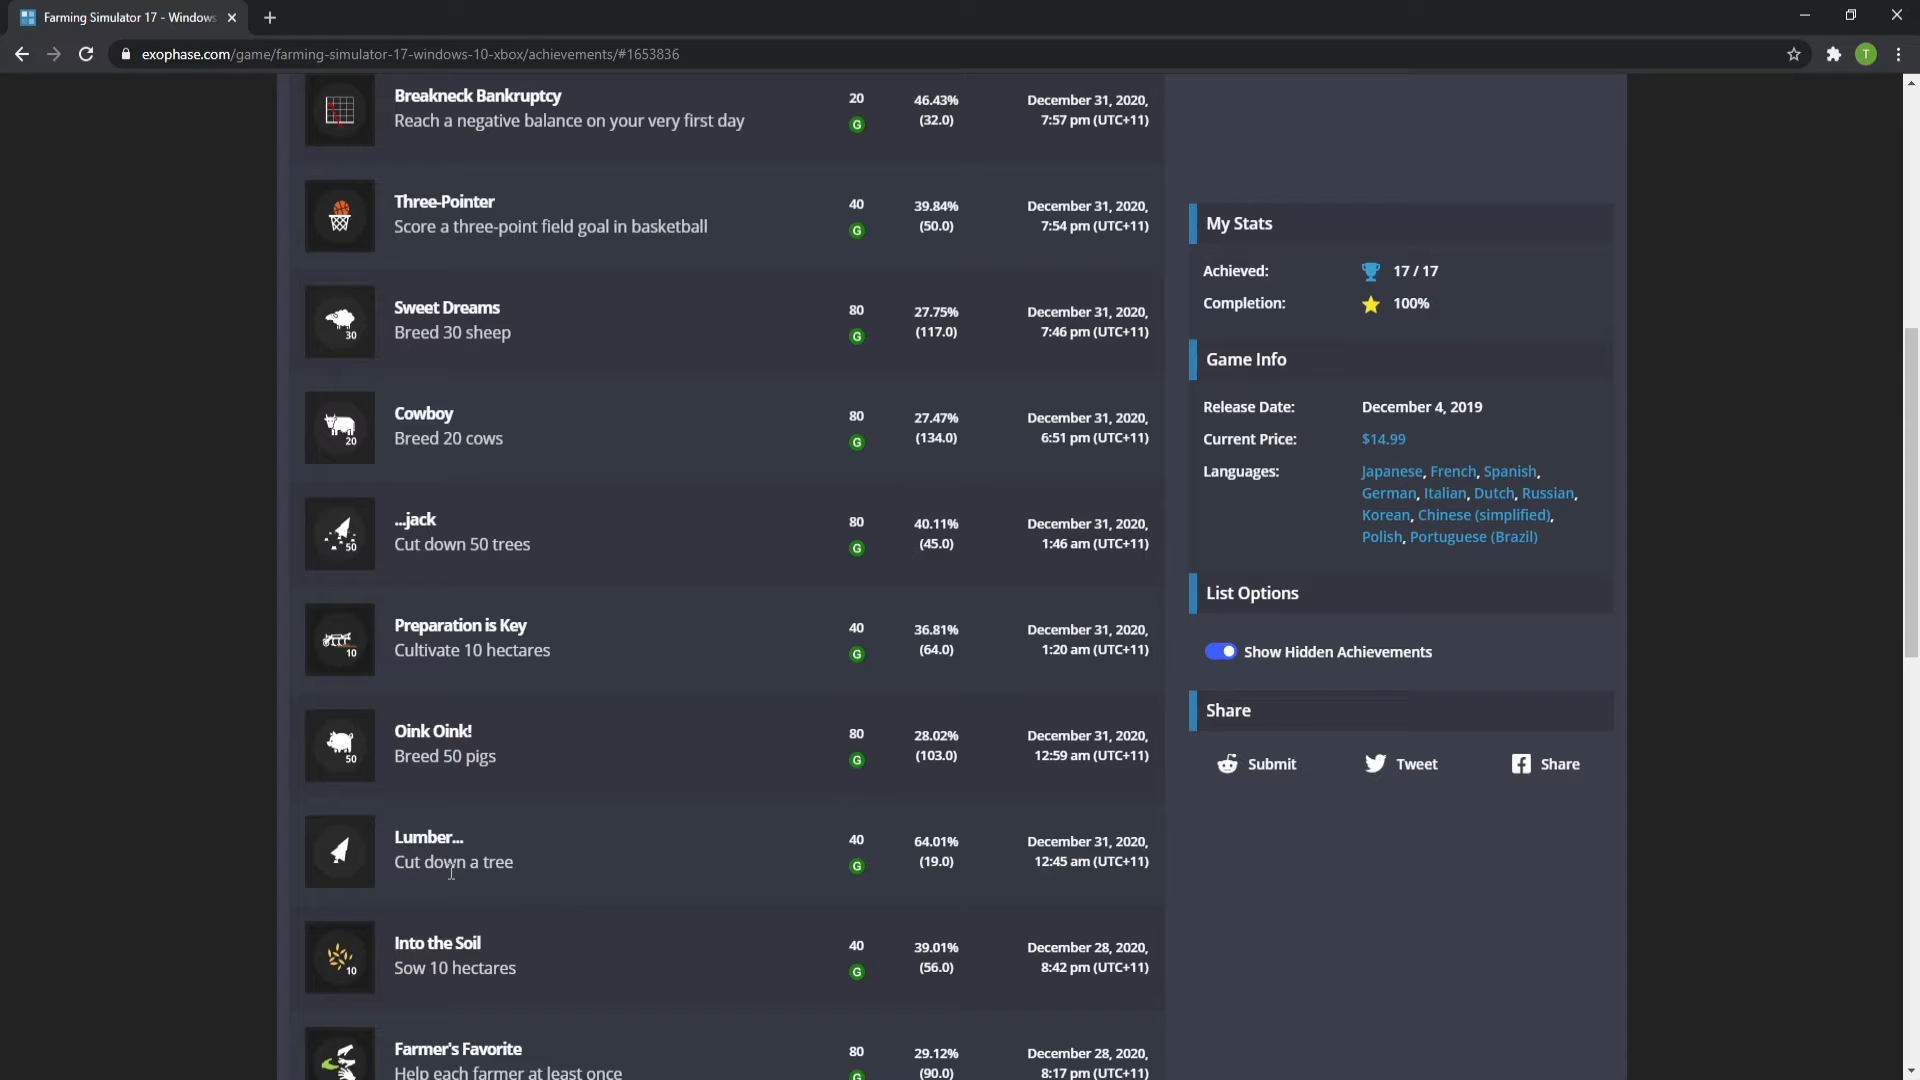 Farming Simulator 17 - Windows
exophase.com/game/farming-simulator-17-windows-10-xbox/achievements/#1653836
T
Breakneck Bankruptcy
Reach a negative balance on your very first day
20
G
46.43%
(32.0)
December 31, 2020,
7:57 pm (UTC+11)
Three-Pointer
Score a three-point field goal in basketball
40
G
39.84%
(50.0)
December 31, 2020,
7:54 pm (UTC+11)
30
Sweet Dreams
Breed 30 sheep
80
G
27.75%
(117.0)
December 31, 2020,
7:46 pm (UTC+11)
20
Cowboy
Breed 20 cows
80
G
27.47%
(134.0)
December 31, 2020,
6:51 pm (UTC+11)
50
...jack
Cut down 50 trees
80
G
40.11%
(45.0)
December 31, 2020,
1:46 am (UTC+11)
10
Preparation is Key
Cultivate 10 hectares
40
G
36.81%
(64.0)
December 31, 2020,
1:20 am (UTC+11)
50
Oink Oink!
Breed 50 pigs
80
G
28.02%
(103.0)
December 31, 2020,
12:59 am (UTC+11)
Lumber...
Cut down a tree
40
G
64.01%
(19.0)
December 31, 2020,
12:45 am (UTC+11)
10
Into the Soil
Sow 10 hectares
40
G
39.01%
(56.0)
December 28, 2020,
8:42 pm (UTC+11)
Farmer's Favorite
Help each farmer at least once
80
G
29.12%
(90.0)
December 28, 2020,
8:17 pm (UTC+11)
My Stats
Achieved: 17 / 17
Completion: 100%
Game Info
Release Date: December 4, 2019
Current Price: $14.99
Languages: Japanese, French, Spanish,
German, Italian, Dutch, Russian,
Korean, Chinese (simplified),
Polish, Portuguese (Brazil)
List Options
Show Hidden Achievements
Share
Submit
Tweet
Share